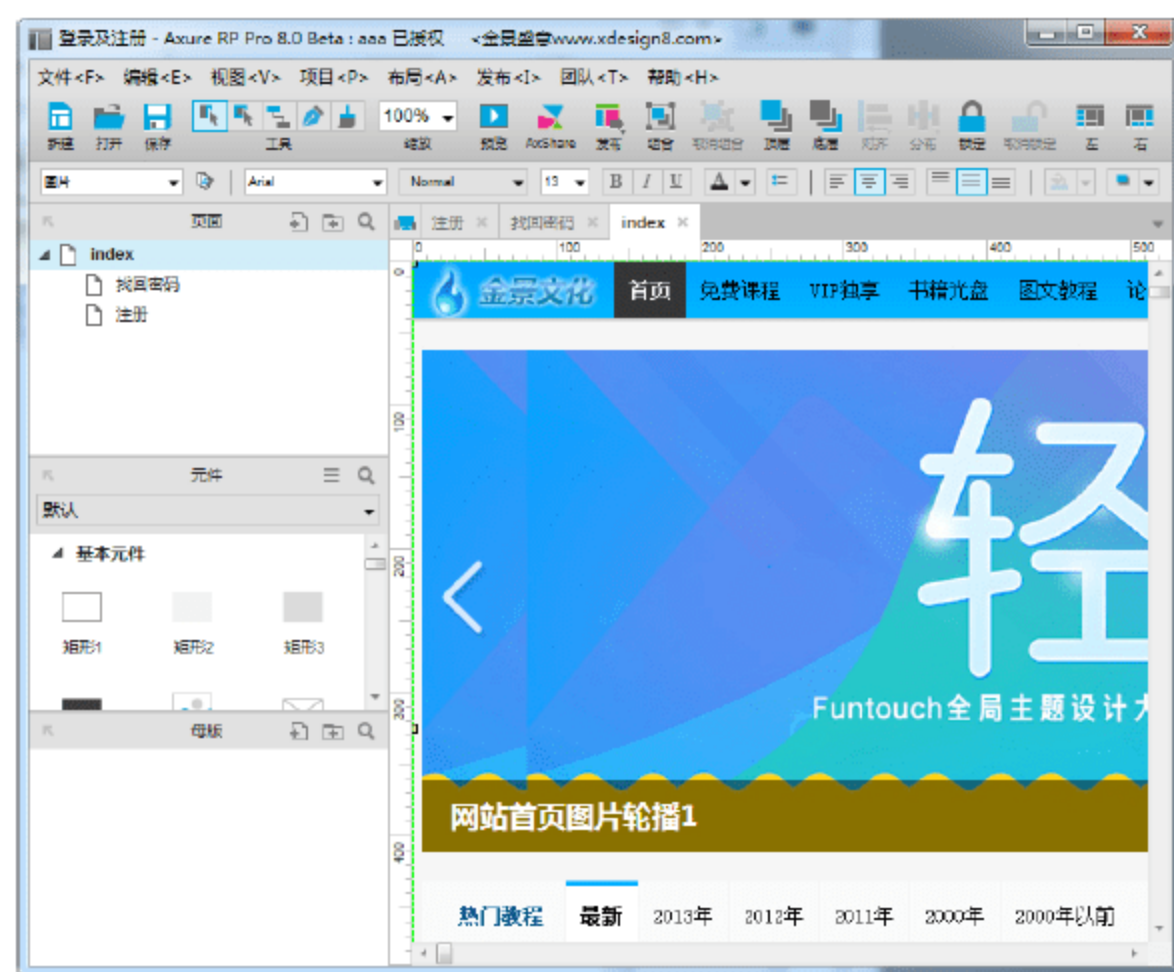 登录及注册 - Axure RP Pro 8.0 Beta : aaa 已授权 <金景盛意www.xdesign8.com>
文件<F> 编辑<E> 视图<V> 项目<P> 布局<A> 发布<I> 团队<T> 帮助<H>
100%
新建 打开 保存 工具 缩放 预览 AxShare 发布 组合 取消组合 顶层 底层 对齐 分布 锁定 取消锁定 左 右
图片 Arial Normal 13 B I U A
页面
index
找回密码
注册
元件
默认
基本元件
矩形1 矩形2 矩形3
母版
注册 找回密码 index
0 100 200 300 400 500
0
100
200
300
400
金景文化 首页 免费课程 VIP独享 书籍光盘 图文教程 论
轻
Funtouch全局主题设计大
网站首页图片轮播1
热门教程 最新 2013年 2012年 2011年 2000年 2000年以前